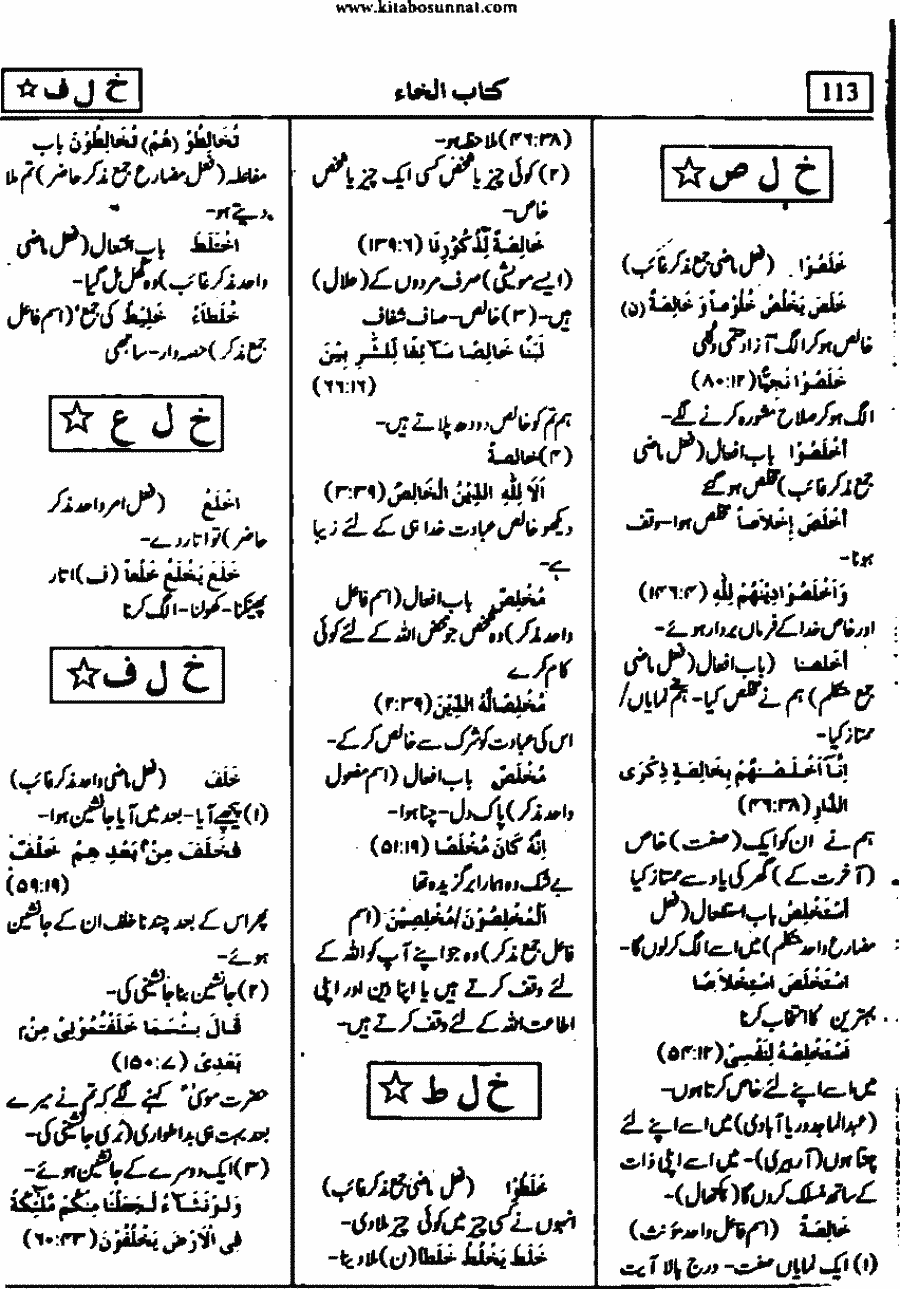 www.kitabosunnat.com
113
کتاب الخاء
خ ل ف ☆
خ ل ص ☆
خَلَصُوْا (فعل ماضی جمع مذکر غائب)
خَلَصَ يَخْلُصُ خُلُوْصاً وَ خَالِصَةً (ن)
خالص ہوکر الگ آزاد حتمی و کلی
خَلَصُوْا نَجِيًّا (۸۰:۱۲)
الگ ہوکر صلاح مشورہ کرنے لگے-
اَخْلَصُوْا باب افعال (فعل ماضی
جمع مذکر غائب) مخلص ہوگئے
اَخْلَصَ اِخْلَاصاً مخلص ہوا-وقف
ہونا-
وَاَخْلَصُوْا دِيْنَهُمْ لِلّٰهِ (۱۴۶:۴)
اور خاص خدا کے فرماں بردار ہوئے-
اَخْلَصنا (باب افعال (فعل ماضی
جمع متکلم) ہم نے مخلص کیا- ہم نمایاں/
ممتاز کیا-
اِنَّآ اَخْلَصْنٰهُمْ بِخَالِصَةٍ ذِكْرَى
الدَّارِ (۴۶:۳۸)
ہم نے ان کو ایک (صفت) خاص
(آخرت کے) گھر کی یاد سے ممتاز کیا
اَسْتَخْلِصُ باب استفعال (فعل
مضارع واحد متکلم) میں اسے الگ کرلوں گا-
اسْتَخْلَصَ اسْتِخْلَاصًا
بہترین کا انتخاب کرنا
نَسْتَخْلِصْهُ لِنَفْسِیْ (۵۴:۱۲)
میں اسے اپنے لئے خاص کرتا ہوں-
(عبدالماجد دریا آبادی) میں اسے اپنے لئے
چنتا ہوں (آربیری)- میں اسے اپنی ذات
کے ساتھ منسلک کروں گا (پکتھال)-
خَالِصَةٌ (اسم فاعل واحد مؤنث)
(۱) ایک نمایاں صفت- درج بالا آیت
(۴۶:۳۸) ملاحظہ ہو-
(۲) کوئی چیز یا شخص کسی ایک چیز یا شخص
خاص-
خَالِصَةٌ لِّذُكُوْرِنَا (۱۳۹:۶)
(ایسے مویشی) صرف مردوں کے (حلال)
ہیں- (۳) خالص- صاف شفاف
لَبَنًا خَالِصًا سَآئِغًا لِّلشّٰرِ بِيْنَ
(۶۶:۱۶)
ہم تم کو خالص دودھ پلاتے ہیں-
(۴) خالصةً
اَلَا لِلّٰهِ الدِّيْنُ الْخَالِصُ (۳:۳۹)
دیکھو خالص عبادت خدا ہی کے لئے زیبا
ہے-
مُخْلِصٌ باب افعال (اسم فاعل
واحد مذکر) وہ شخص جو محض اللہ کے لئے کوئی
کام کرے
مُخْلِصًا لَّهُ الدِّيْنَ (۲:۳۹)
اس کی عبادت کو شرک سے خالص کر کے-
مُخْلَصٌ باب افعال (اسم مفعول
واحد مذکر) پاک دل- چنا ہوا-
اِنَّهُ كَانَ مُخْلَصًا (۵۱:۱۹)
بے شک وہ ہمارا برگزیدہ تھا
اَلْمُخْلِصُوْنَ/مُخْلِصِيْنَ (اسم
فاعل جمع مذکر) وہ جو اپنے آپ کو اللہ کے
لئے وقف کرتے ہیں یا اپنا دین اور اپنی
اطاعت اللہ کے لئے وقف کرتے ہیں-
خ ل ط ☆
خَلَطُوْا (فعل ماضی جمع مذکر غائب)
انہوں نے کسی چیز میں کوئی چیز ملا دی-
خَلَطَ يَخْلُطُ خَلْطًا (ن) ملا دینا-
تُخَالِطُوْ (هُمْ) تُخَالِطُوْنَ باب
مفاعلہ (فعل مضارع جمع مذکر حاضر) تم ملا
دیتے ہو-
اخْتَلَطَ باب افتعال (فعل ماضی
واحد مذکر غائب) وہ گھل مل گیا-
خُلَطَاءُ خَلِيْطٌ کی جمع (اسم فاعل
جمع مذکر) حصہ دار- ساجھی
خ ل ع ☆
اخْلَعْ (فعل امر واحد مذکر
حاضر) تو اتار دے-
خَلَعَ يَخْلَعُ خَلْعاً (ف) اتار
پھینکنا- کھولنا- الگ کرنا
خ ل ف ☆
خَلَفَ (فعل ماضی واحد مذکر غائب)
(۱) پیچھے آیا- بعد میں آیا جانشین ہوا-
فَخَلَفَ مِنْۢ بَعْدِ هِمْ خَلْفٌ
(۵۹:۱۹)
پھر اس کے بعد چند ناخلف ان کے جانشین
ہوئے-
(۲) جانشین بنا جانشینی کی-
قَالَ بِئْسَمَا خَلَفْتُمُوْنِیْ مِنْۢ
بَعْدِیْ (۱۵۰:۷)
حضرت موسیٰؑ کہنے لگے کہ تم نے میرے
بعد بہت ہی بداطواری (بری جانشینی کی-
(۳) ایک دوسرے کے جانشین ہوئے-
وَلَوْ نَشَآءُ لَجَعَلْنَا مِنْكُمْ مَّلٰٓئِكَةً
فِی الْاَرْضِ يَخْلُفُوْنَ (۶۰:۴۳)